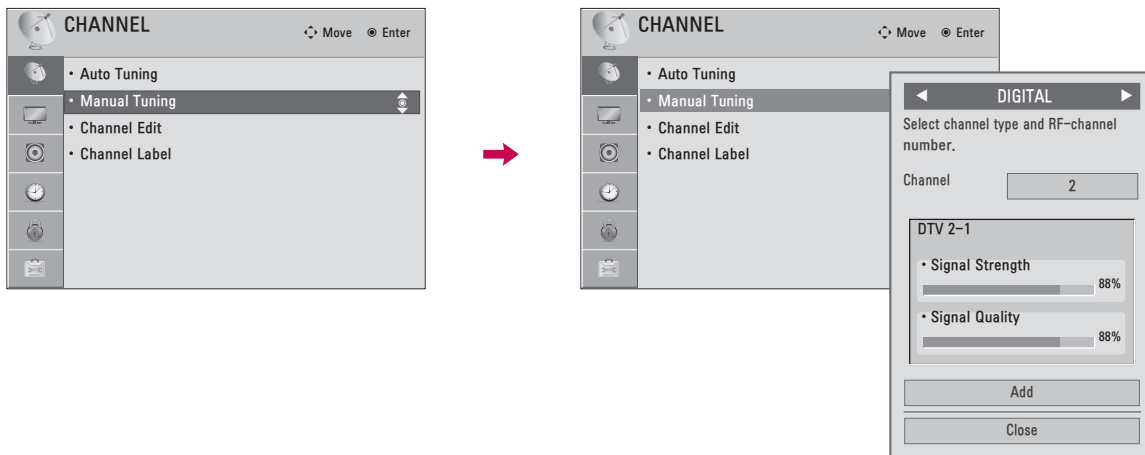 CHANNEL
Move Enter
• Auto Tuning
• Manual Tuning
• Channel Edit
• Channel Label
CHANNEL
Move Enter
• Auto Tuning
• Manual Tuning
• Channel Edit
• Channel Label
◀ DIGITAL ▶
Select channel type and RF-channel
number.
Channel 2
DTV 2-1
• Signal Strength
88%
• Signal Quality
88%
Add
Close